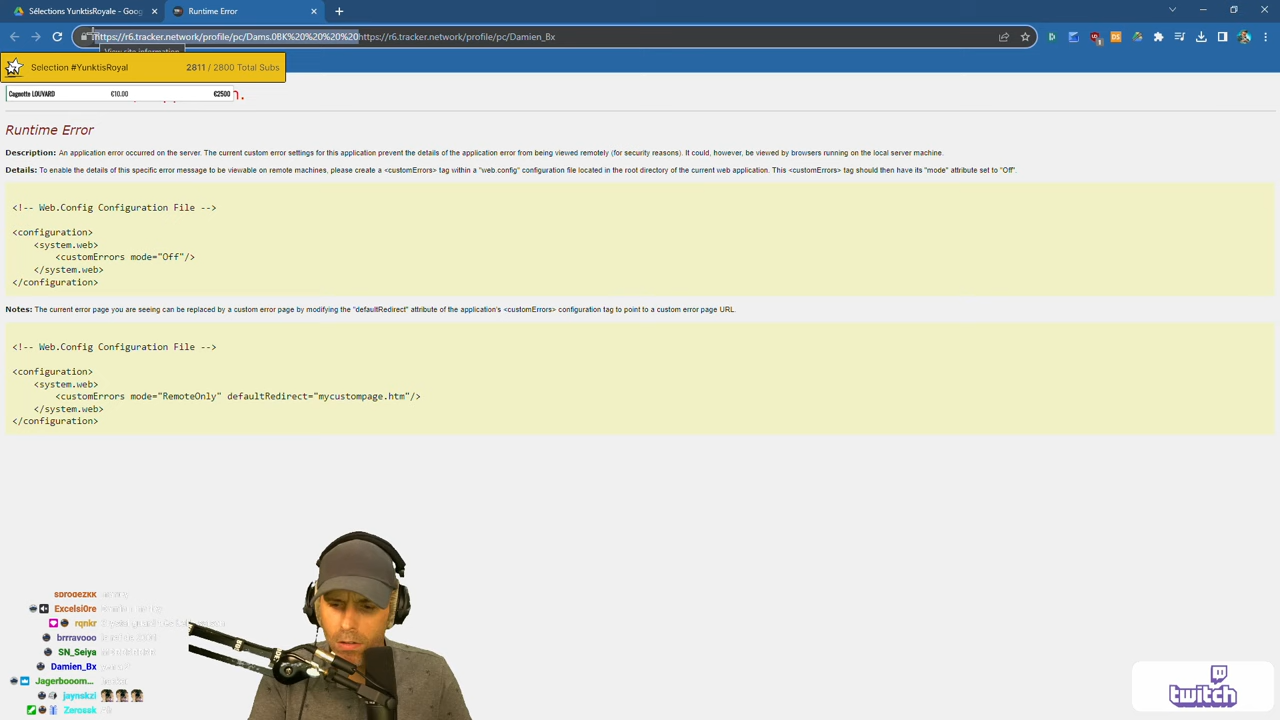 Sélections YunktisRoyale - Goog
Runtime Error
https://r6.tracker.network/profile/pc/Dams.0BK%20%20%20%20https://r6.tracker.network/profile/pc/Damien_Bx
View site information
Selection #YunktisRoyal 2811 / 2800 Total Subs
Cagnotte LOUVARD €10.00 €2500
Runtime Error
Description: An application error occurred on the server. The current custom error settings for this application prevent the details of the application error from being viewed remotely (for security reasons). It could, however, be viewed by browsers running on the local server machine.
Details: To enable the details of this specific error message to be viewable on remote machines, please create a <customErrors> tag within a "web.config" configuration file located in the root directory of the current web application. This <customErrors> tag should then have its "mode" attribute set to "Off".
<!-- Web.Config Configuration File -->
<configuration>
<system.web>
<customErrors mode="Off"/>
</system.web>
</configuration>
Notes: The current error page you are seeing can be replaced by a custom error page by modifying the "defaultRedirect" attribute of the application's <customErrors> configuration tag to point to a custom error page URL.
<!-- Web.Config Configuration File -->
<configuration>
<system.web>
<customErrors mode="RemoteOnly" defaultRedirect="mycustompage.htm"/>
</system.web>
</configuration>
sprogezkk
Excelsi0re
rqnkr
brrravooo
SN_Seiya
Damien_Bx
Jagerbooom...
jaynskzi
Zerosak
twitch